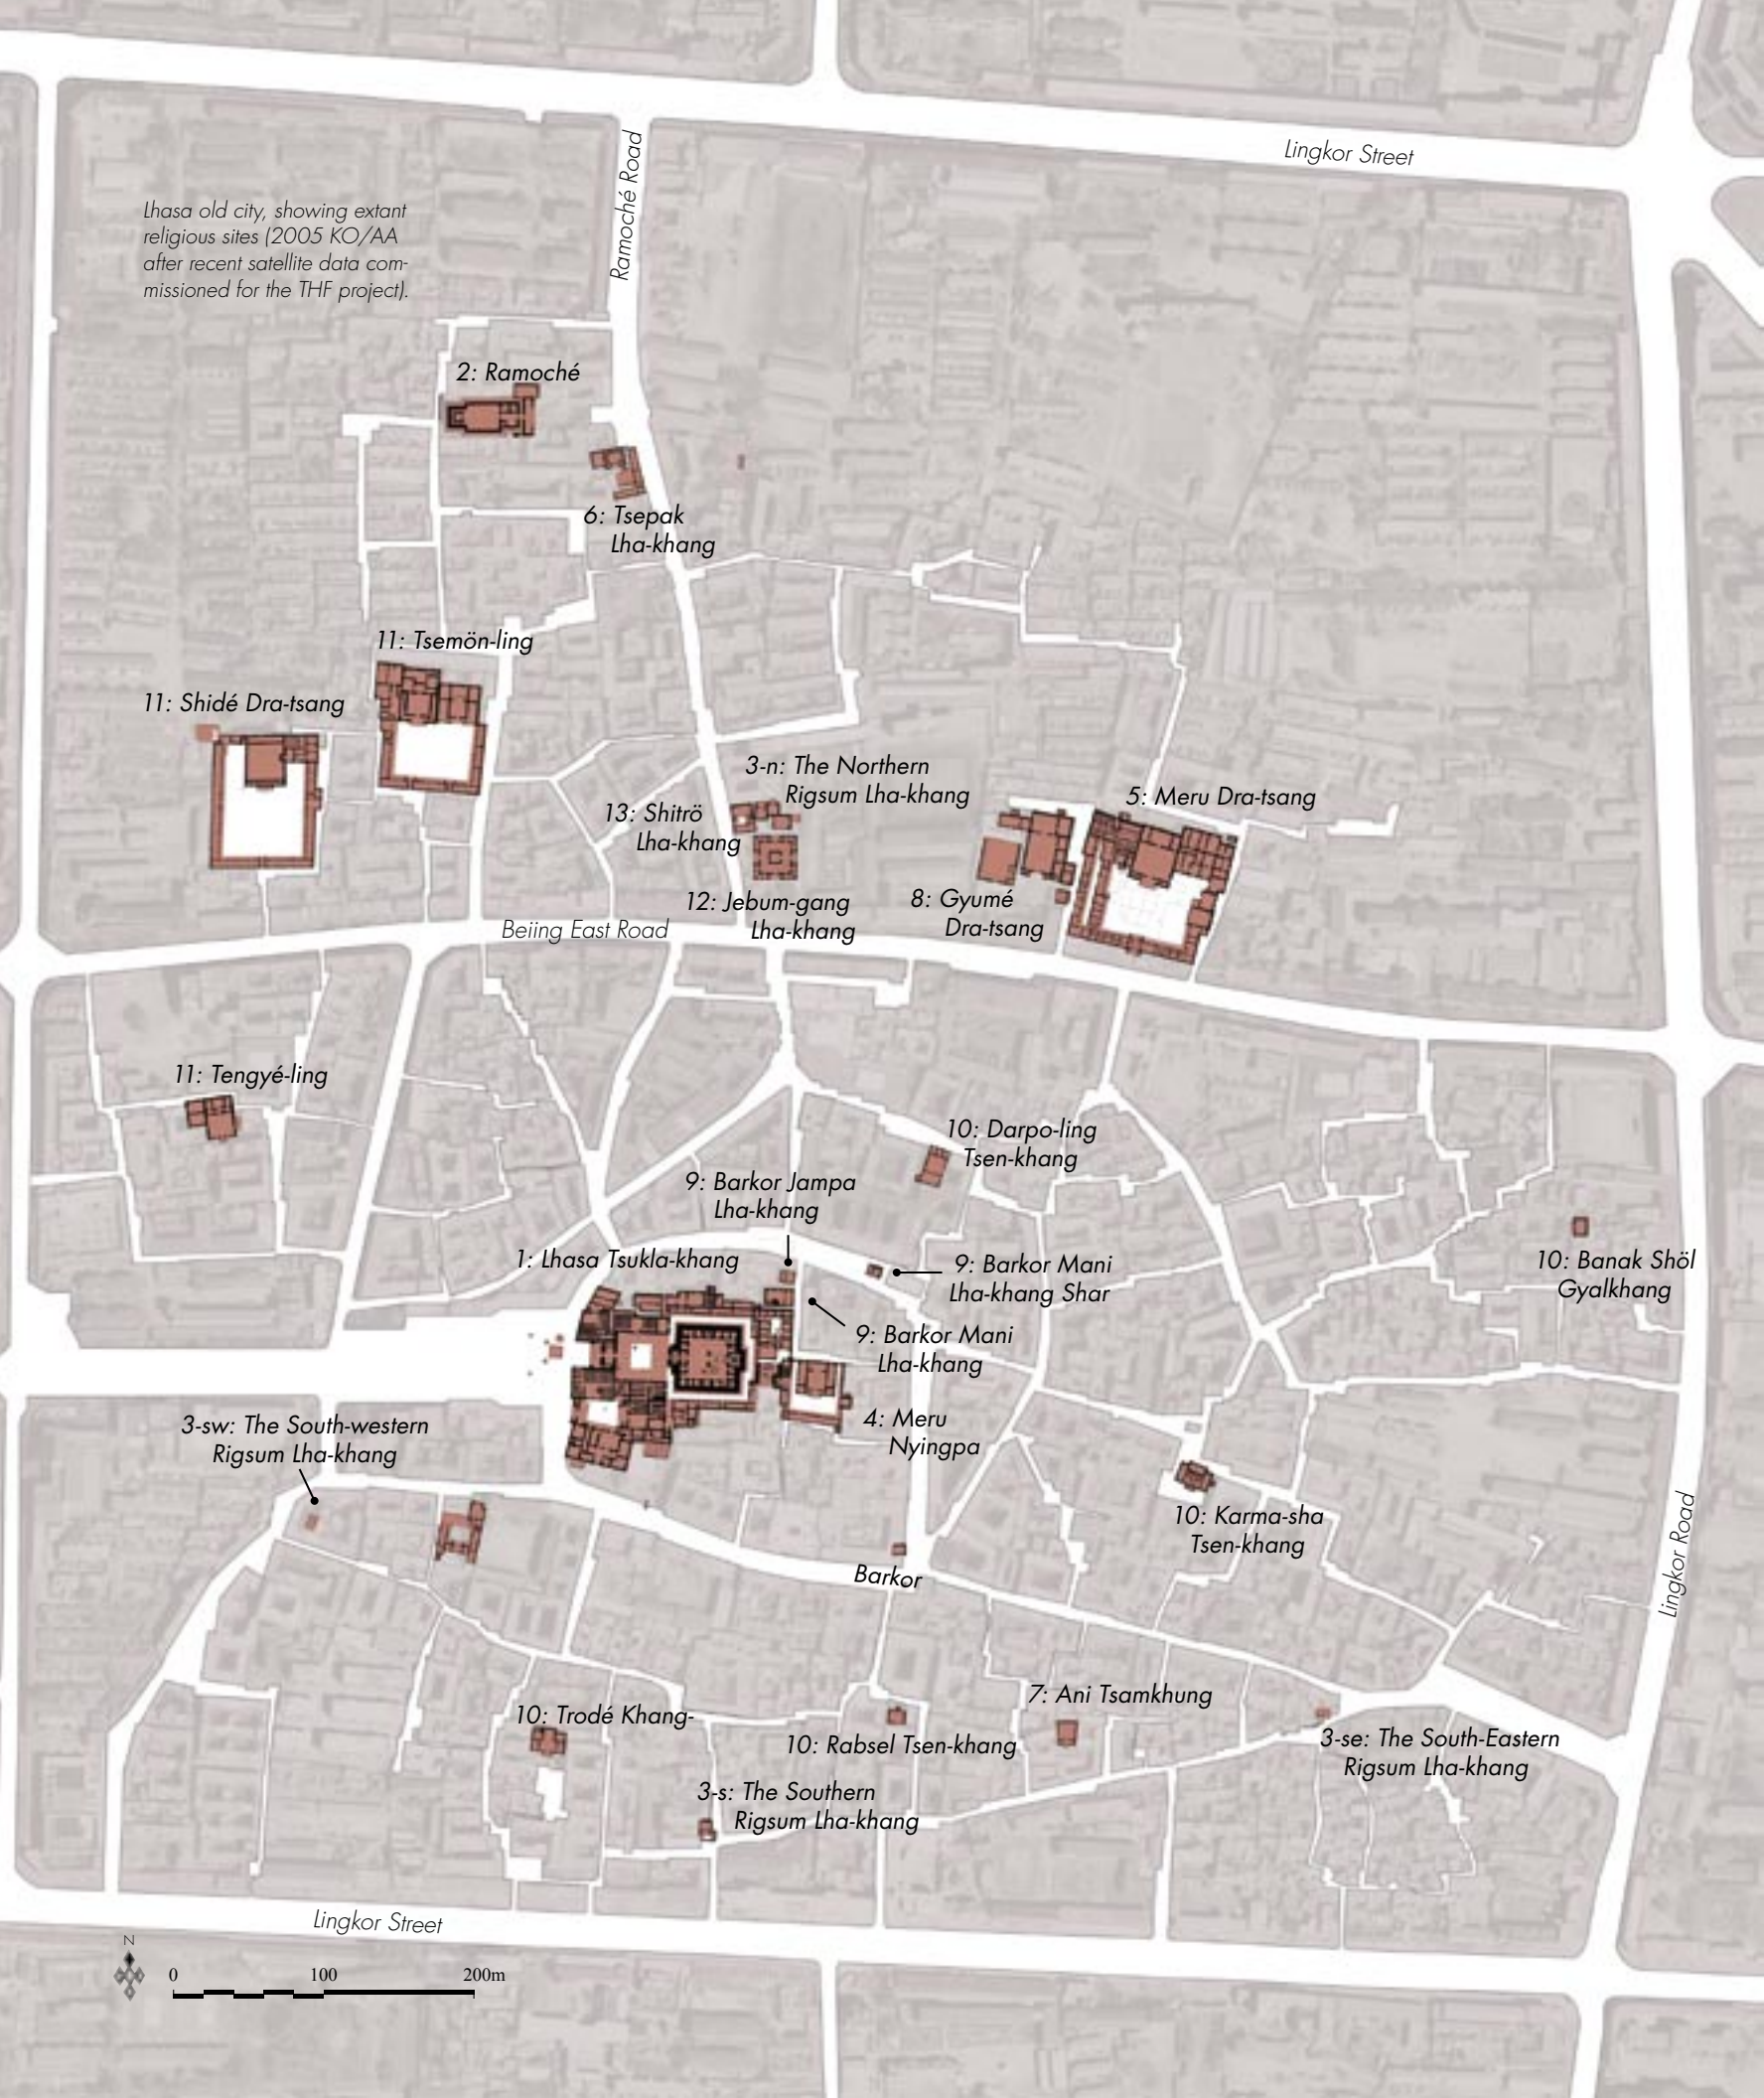 Lingkor Street
Ramoché Road
Lhasa old city, showing extant
religious sites (2005 KO/AA
after recent satellite data com-
missioned for the THF project).
2: Ramoché
6: Tsepak
Lha-khang
11: Tsemön-ling
11: Shidé Dra-tsang
3-n: The Northern
Rigsum Lha-khang
5: Meru Dra-tsang
13: Shitrö
Lha-khang
12: Jebum-gang
Lha-khang
8: Gyumé
Dra-tsang
Beiing East Road
11: Tengyé-ling
10: Darpo-ling
Tsen-khang
9: Barkor Jampa
Lha-khang
1: Lhasa Tsukla-khang
9: Barkor Mani
Lha-khang Shar
10: Banak Shöl
Gyalkhang
9: Barkor Mani
Lha-khang
4: Meru
Nyingpa
3-sw: The South-western
Rigsum Lha-khang
10: Karma-sha
Tsen-khang
Lingkor Road
Barkor
7: Ani Tsamkhung
10: Trodé Khang-
10: Rabsel Tsen-khang
3-se: The South-Eastern
Rigsum Lha-khang
3-s: The Southern
Rigsum Lha-khang
Lingkor Street
N
0 100 200m